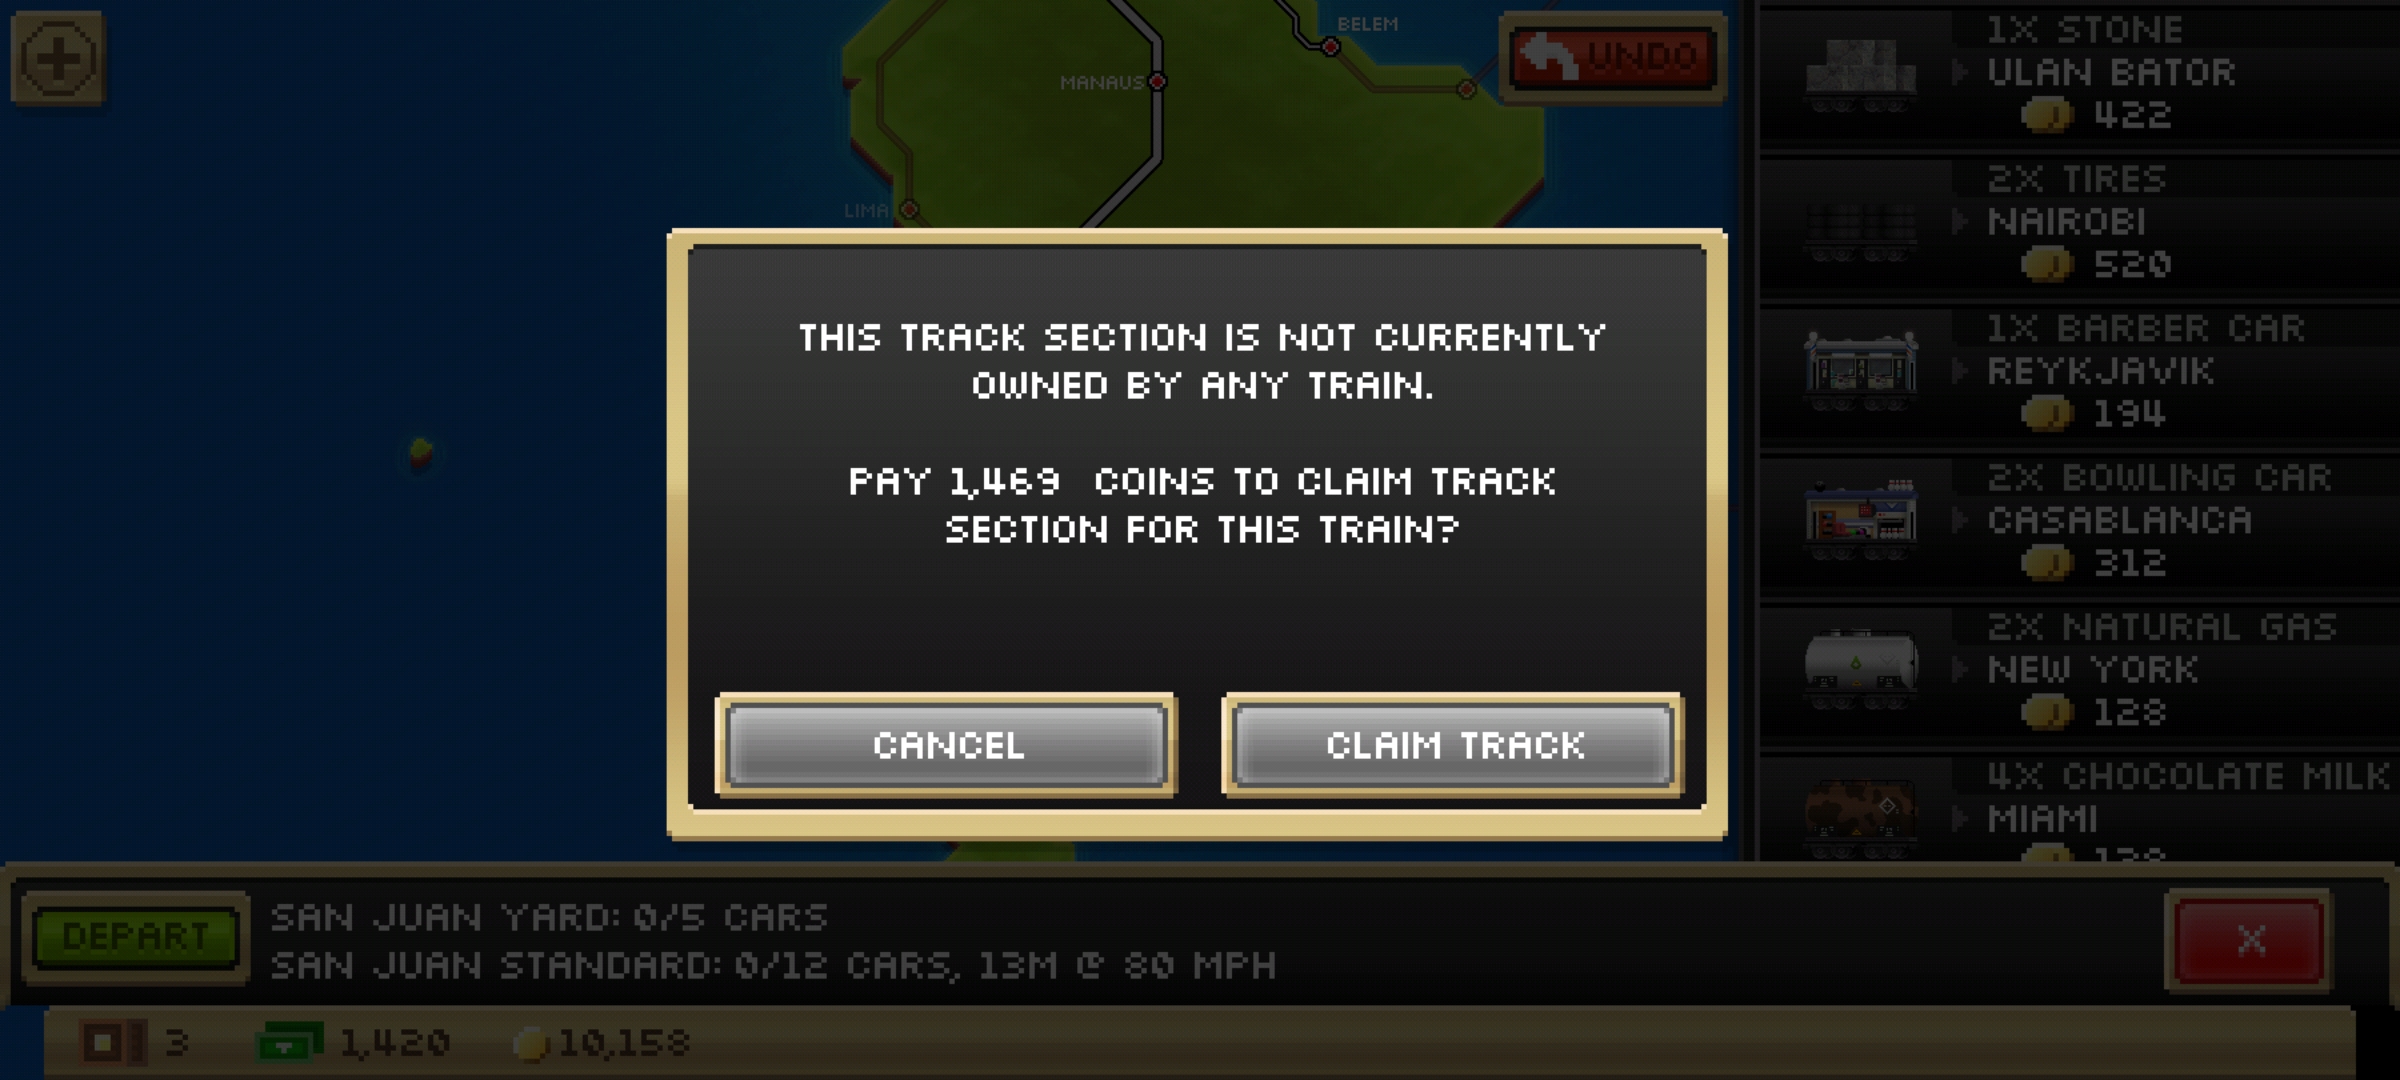 BELEM
MANAUS
LIMA
UNDO
1X STONE
ULAN BATOR
422
2X TIRES
NAIROBI
520
1X BARBER CAR
REYKJAVIK
194
2X BOWLING CAR
CASABLANCA
312
2X NATURAL GAS
NEW YORK
128
4X CHOCOLATE MILK
MIAMI
THIS TRACK SECTION IS NOT CURRENTLY
OWNED BY ANY TRAIN.
PAY 1,469 COINS TO CLAIM TRACK
SECTION FOR THIS TRAIN?
CANCEL
CLAIM TRACK
DEPART
SAN JUAN YARD: 0/5 CARS
SAN JUAN STANDARD: 0/12 CARS, 13M @ 80 MPH
X
3
1,420
10,158